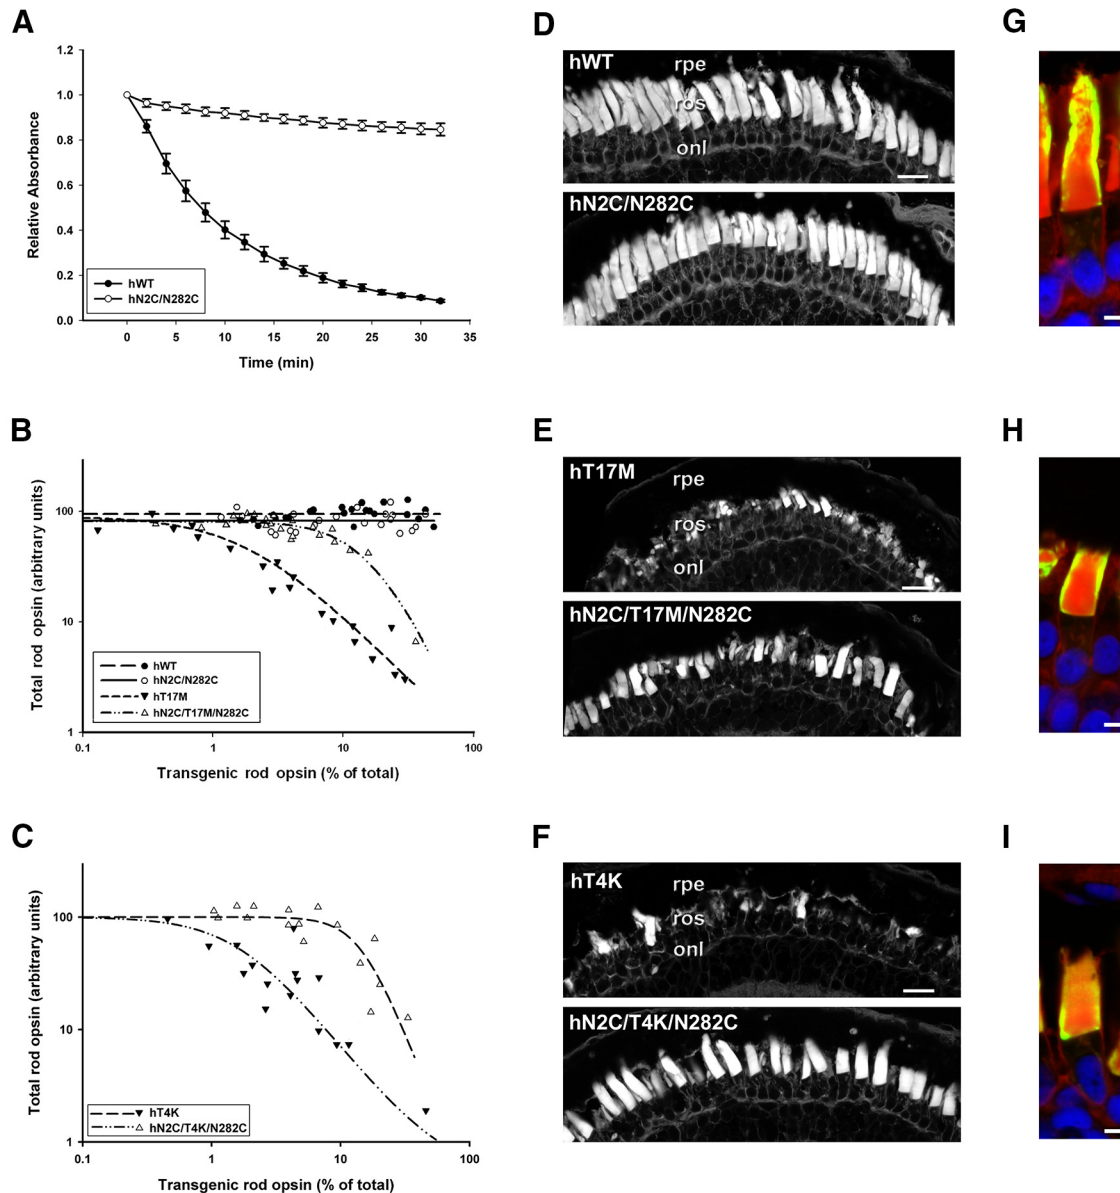 A
1.2
1.0
0.8
0.6
0.4
0.2
0.0
Relative Absorbance
hWT
hN2C/N282C
0
5
10
15
20
25
30
35
Time (min)
B
100
10
1
Total rod opsin (arbitrary units)
hWT
hN2C/N282C
hT17M
hN2C/T17M/N282C
0.1
1
10
100
Transgenic rod opsin (% of total)
C
100
10
1
Total rod opsin (arbitrary units)
hT4K
hN2C/T4K/N282C
0.1
1
10
100
Transgenic rod opsin (% of total)
D
hWT
rpe
ros
onl
hN2C/N282C
E
hT17M
rpe
ros
onl
hN2C/T17M/N282C
F
hT4K
rpe
ros
onl
hN2C/T4K/N282C
G
H
I